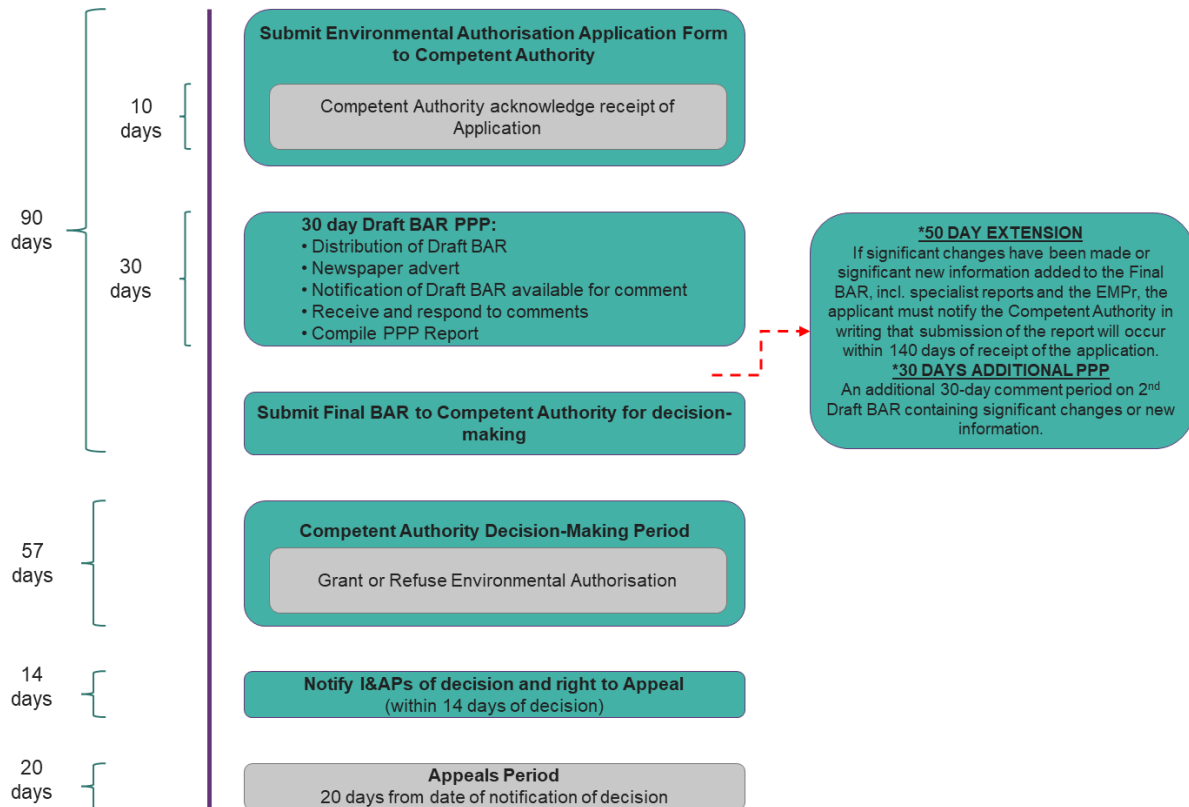 Submit Environmental Authorisation Application Form
to Competent Authority
10
days
Competent Authority acknowledge receipt of
Application
90
days
30
days
30 day Draft BAR PPP:
• Distribution of Draft BAR
• Newspaper advert
• Notification of Draft BAR available for comment
• Receive and respond to comments
• Compile PPP Report
*50 DAY EXTENSION
If significant changes have been made or
significant new information added to the Final
BAR, incl. specialist reports and the EMPr, the
applicant must notify the Competent Authority in
writing that submission of the report will occur
within 140 days of receipt of the application.
*30 DAYS ADDITIONAL PPP
An additional 30-day comment period on 2nd
Draft BAR containing significant changes or new
information.
Submit Final BAR to Competent Authority for decision-
making
57
days
Competent Authority Decision-Making Period
Grant or Refuse Environmental Authorisation
14
days
Notify I&APs of decision and right to Appeal
(within 14 days of decision)
20
days
Appeals Period
20 days from date of notification of decision